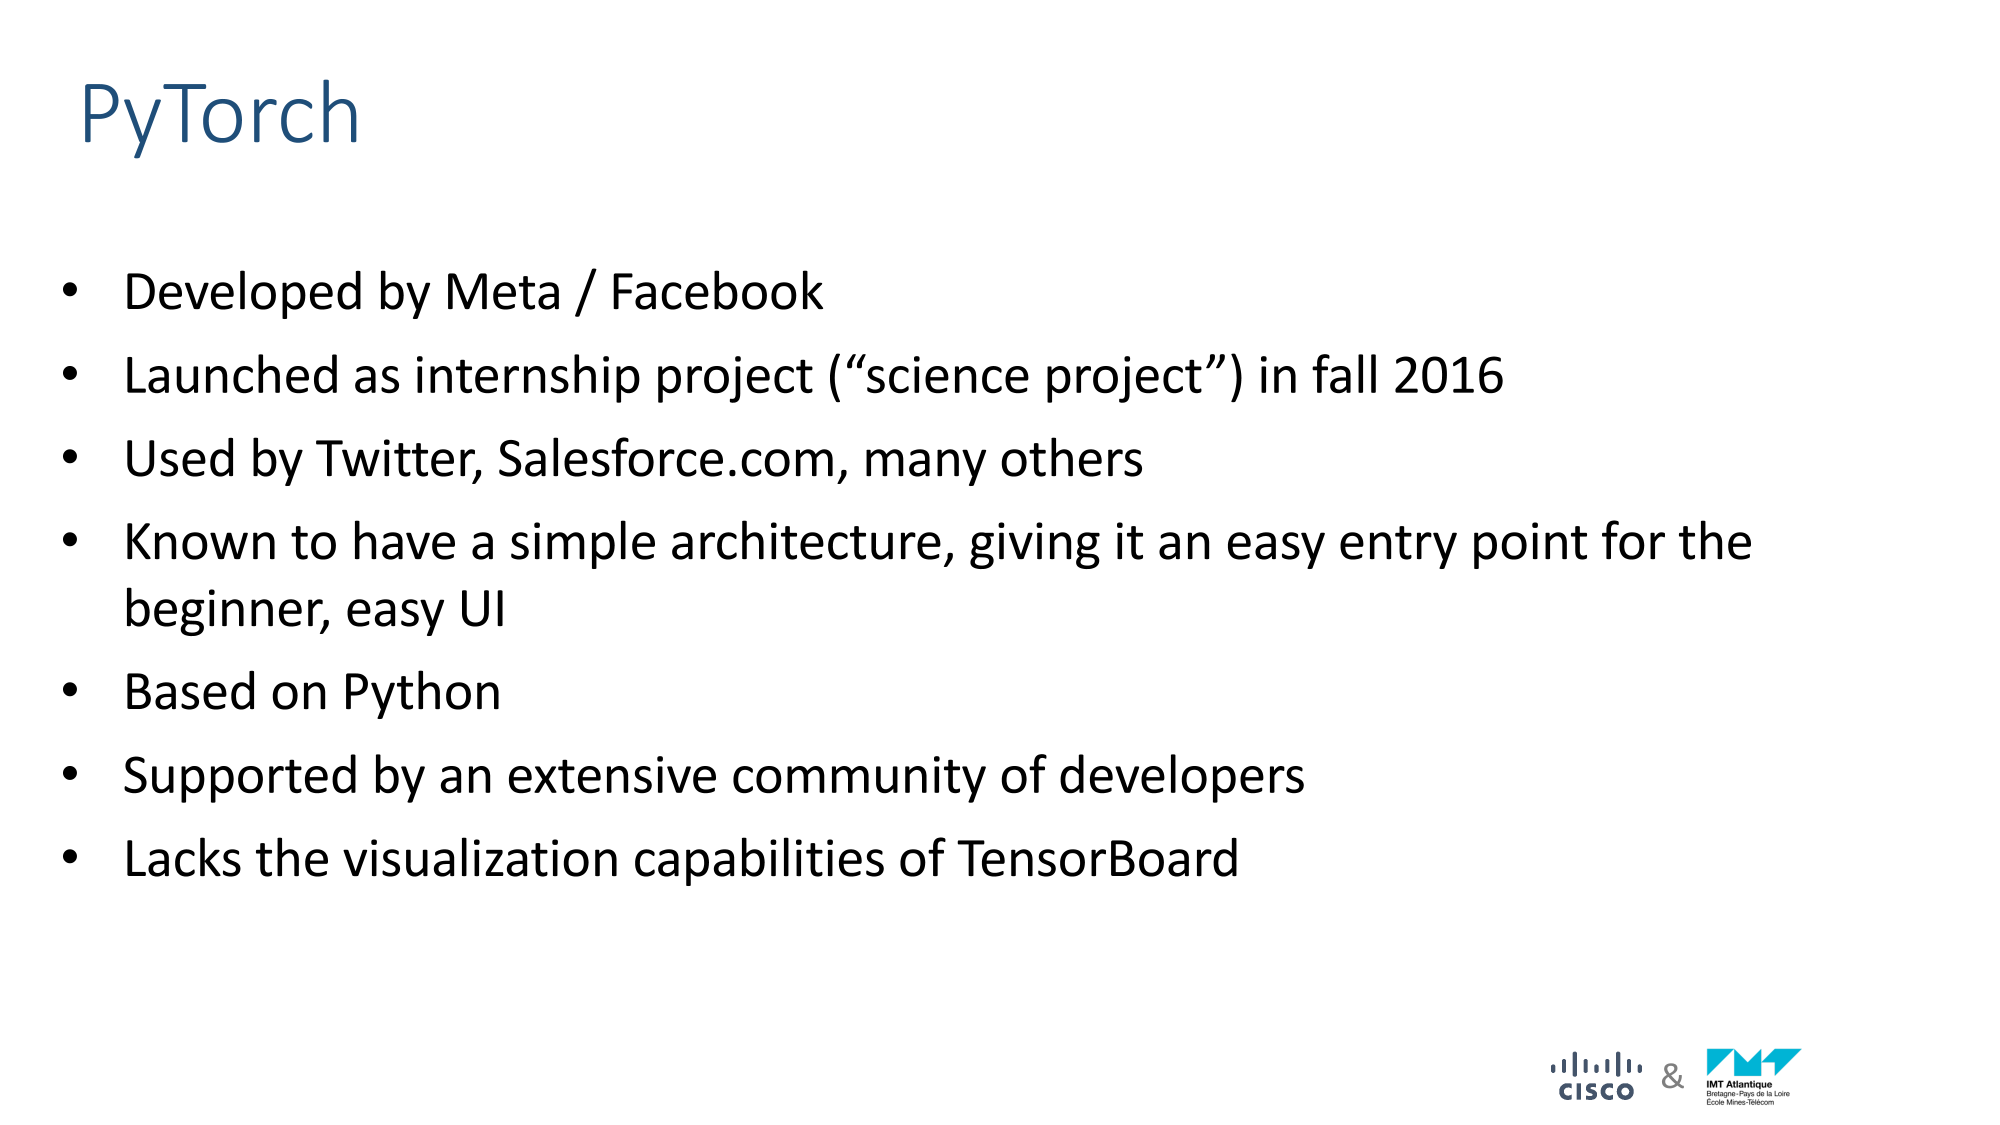 PyTorch
• Developed by Meta / Facebook
• Launched as internship project (“science project”) in fall 2016
• Used by Twitter, Salesforce.com, many others
• Known to have a simple architecture, giving it an easy entry point for the
beginner, easy UI
• Based on Python
• Supported by an extensive community of developers
• Lacks the visualization capabilities of TensorBoard
CISCO & IMT Atlantique
Bretagne-Pays de la Loire
École Mines-Télécom